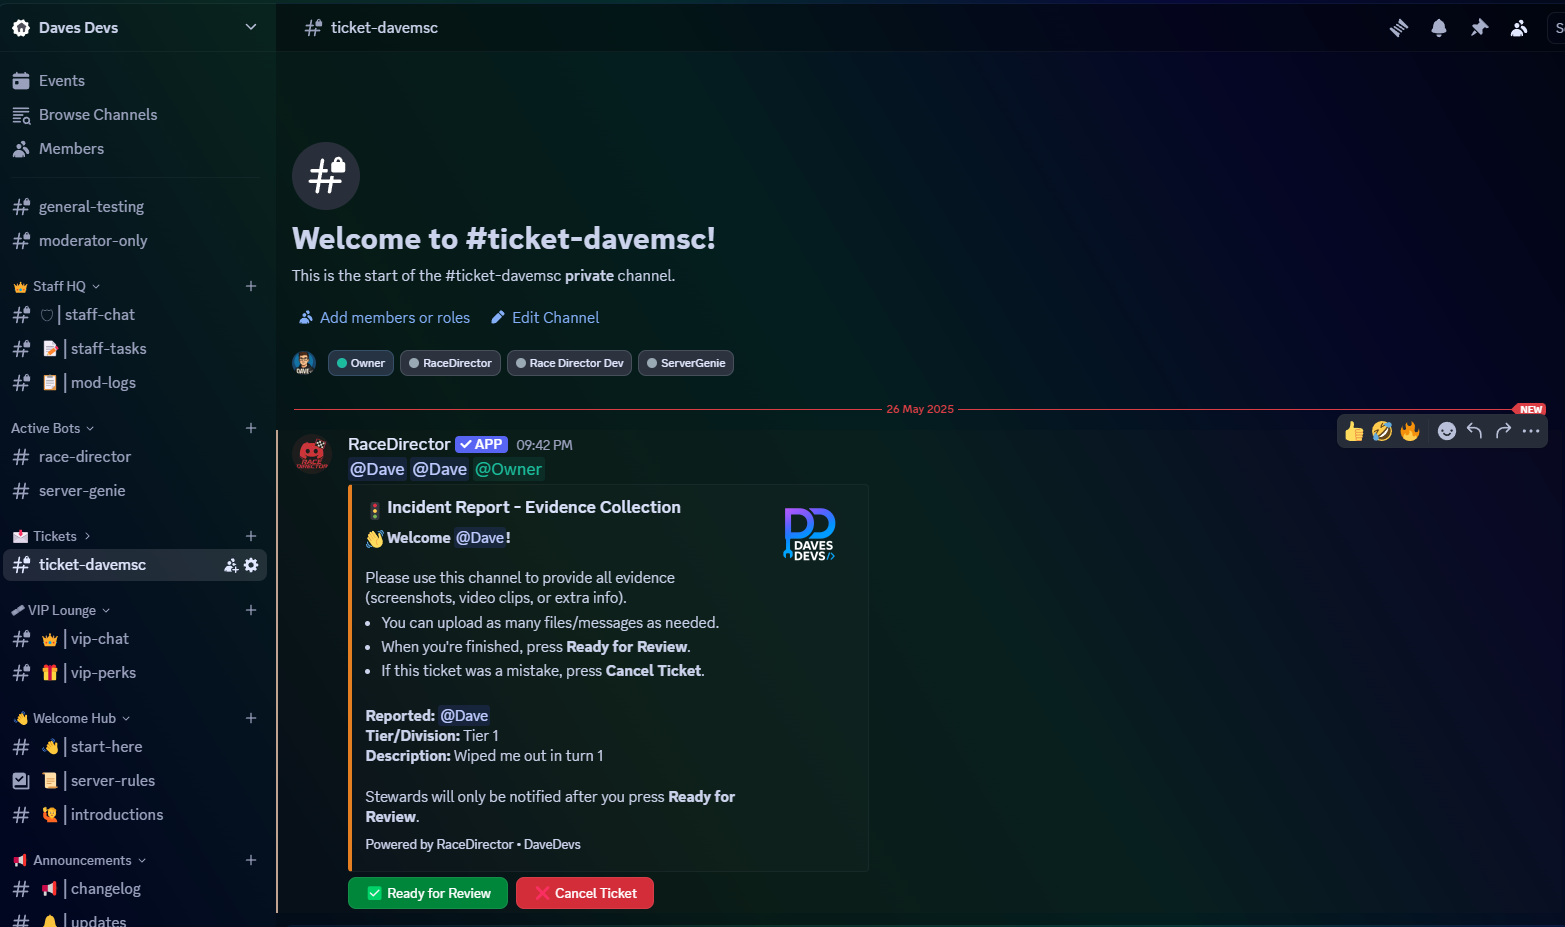 Daves Devs
Events
Browse Channels
Members
general-testing
moderator-only
Staff HQ
staff-chat
staff-tasks
mod-logs
Active Bots
race-director
server-genie
Tickets
ticket-davemsc
VIP Lounge
vip-chat
vip-perks
Welcome Hub
start-here
server-rules
introductions
Announcements
changelog
updates
ticket-davemsc
Welcome to #ticket-davemsc!
This is the start of the #ticket-davemsc private channel.
Add members or roles Edit Channel
DAVE Owner RaceDirector Race Director Dev ServerGenie
26 May 2025 NEW
RACE DIRECTOR
RaceDirector APP 09:42 PM
@Dave @Dave @Owner
Incident Report - Evidence Collection
Welcome @Dave !
DAVES
DEVS
Please use this channel to provide all evidence
(screenshots, video clips, or extra info).
• You can upload as many files/messages as needed.
• When you're finished, press Ready for Review.
• If this ticket was a mistake, press Cancel Ticket.
Reported: @Dave
Tier/Division: Tier 1
Description: Wiped me out in turn 1
Stewards will only be notified after you press Ready for
Review.
Powered by RaceDirector • DaveDevs
Ready for Review Cancel Ticket